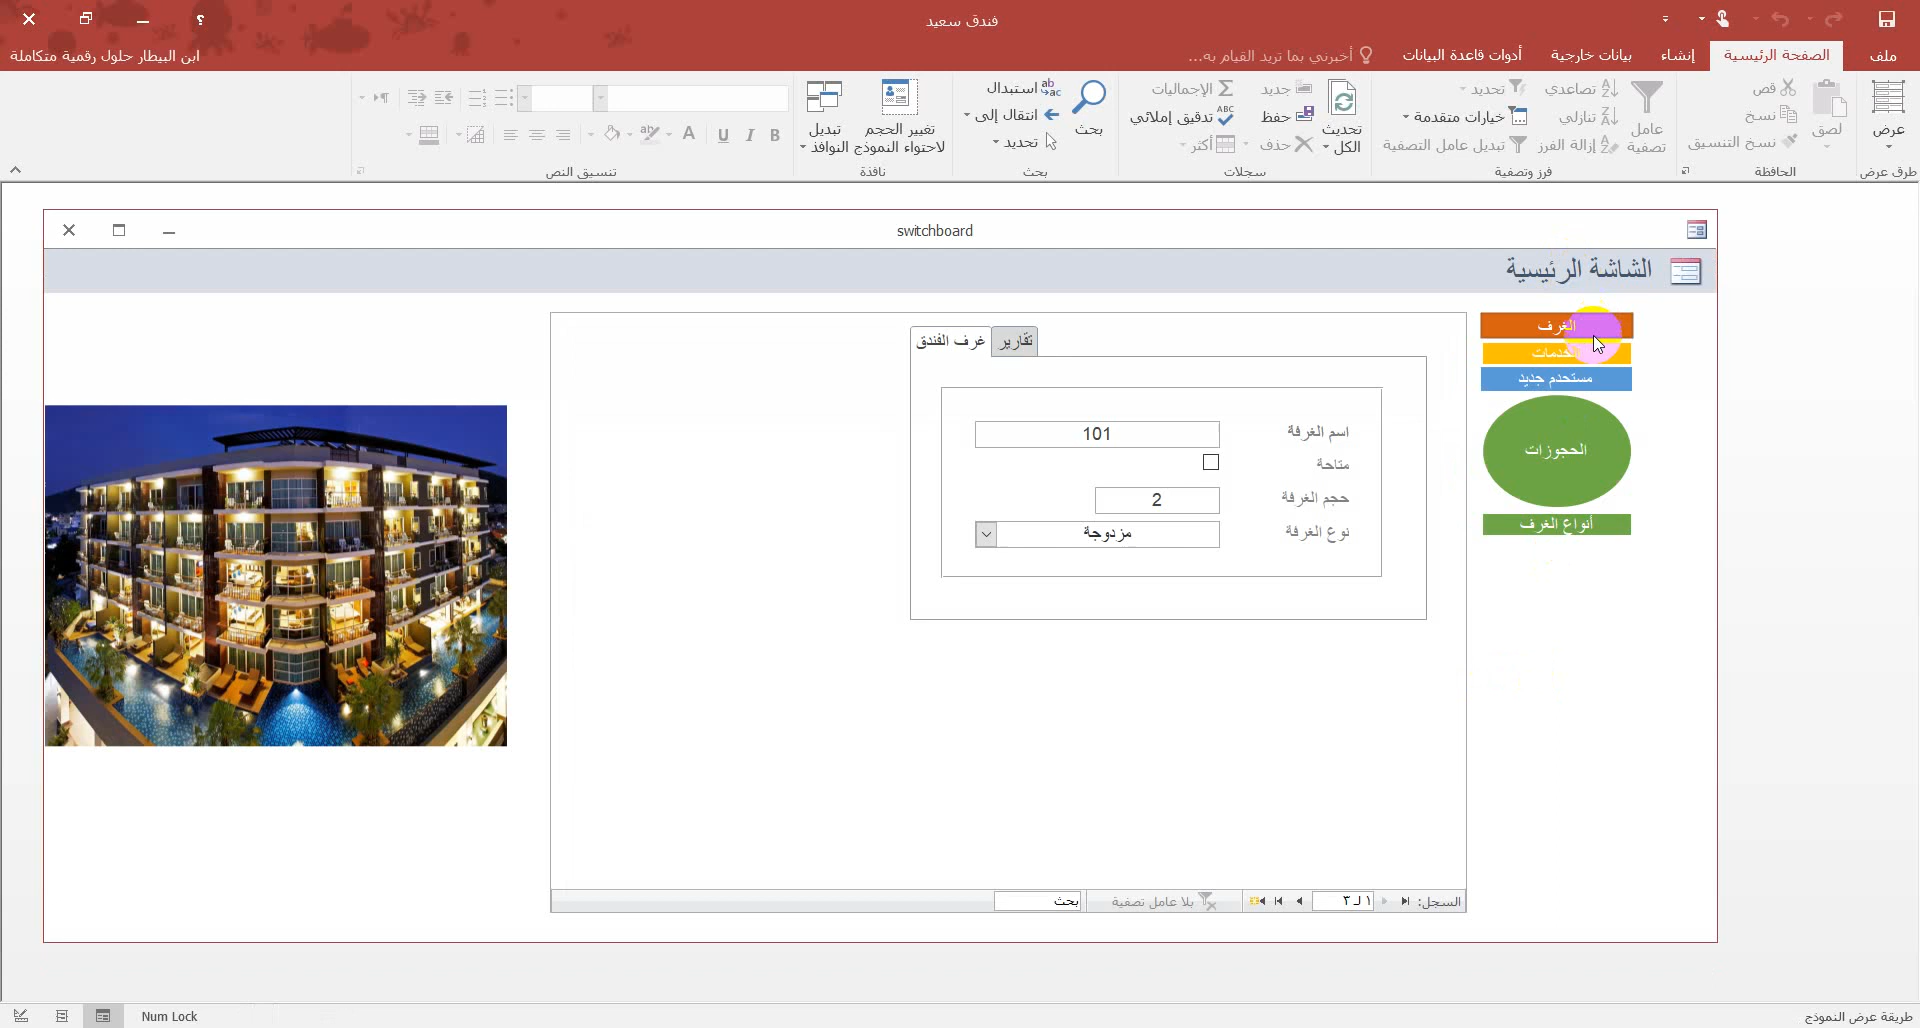 فندق سعيد
ملف
الصفحة الرئيسية
إنشاء
بيانات خارجية
أدوات قاعدة البيانات
أخبرني بما تريد القيام به...
ابن البيطار حلول رقمية متكاملة
عرض
طرق عرض
لصق
قص
نسخ
نسخ التنسيق
الحافظة
عامل تصفية
تصاعدي
تنازلي
إزالة الفرز
تحديد
خيارات متقدمة
تبديل عامل التصفية
فرز وتصفية
تحديث الكل
جديد
حفظ
حذف
الإجماليات
تدقيق إملائي
أكثر
سجلات
بحث
استبدال
انتقال إلى
تحديد
بحث
تغيير الحجم لاحتواء النموذج
تبديل النوافذ
نافذة
B I U A
تنسيق النص
switchboard
الشاشة الرئيسية
الغرف
الخدمات
مستخدم جديد
الحجوزات
أنواع الغرف
تقارير
غرف الفندق
اسم الغرفة
101
متاحة
حجم الغرفة
2
نوع الغرفة
مزدوجة
السجل:
١ لـ ٣
بلا عامل تصفية
بحث
طريقة عرض النموذج
Num Lock